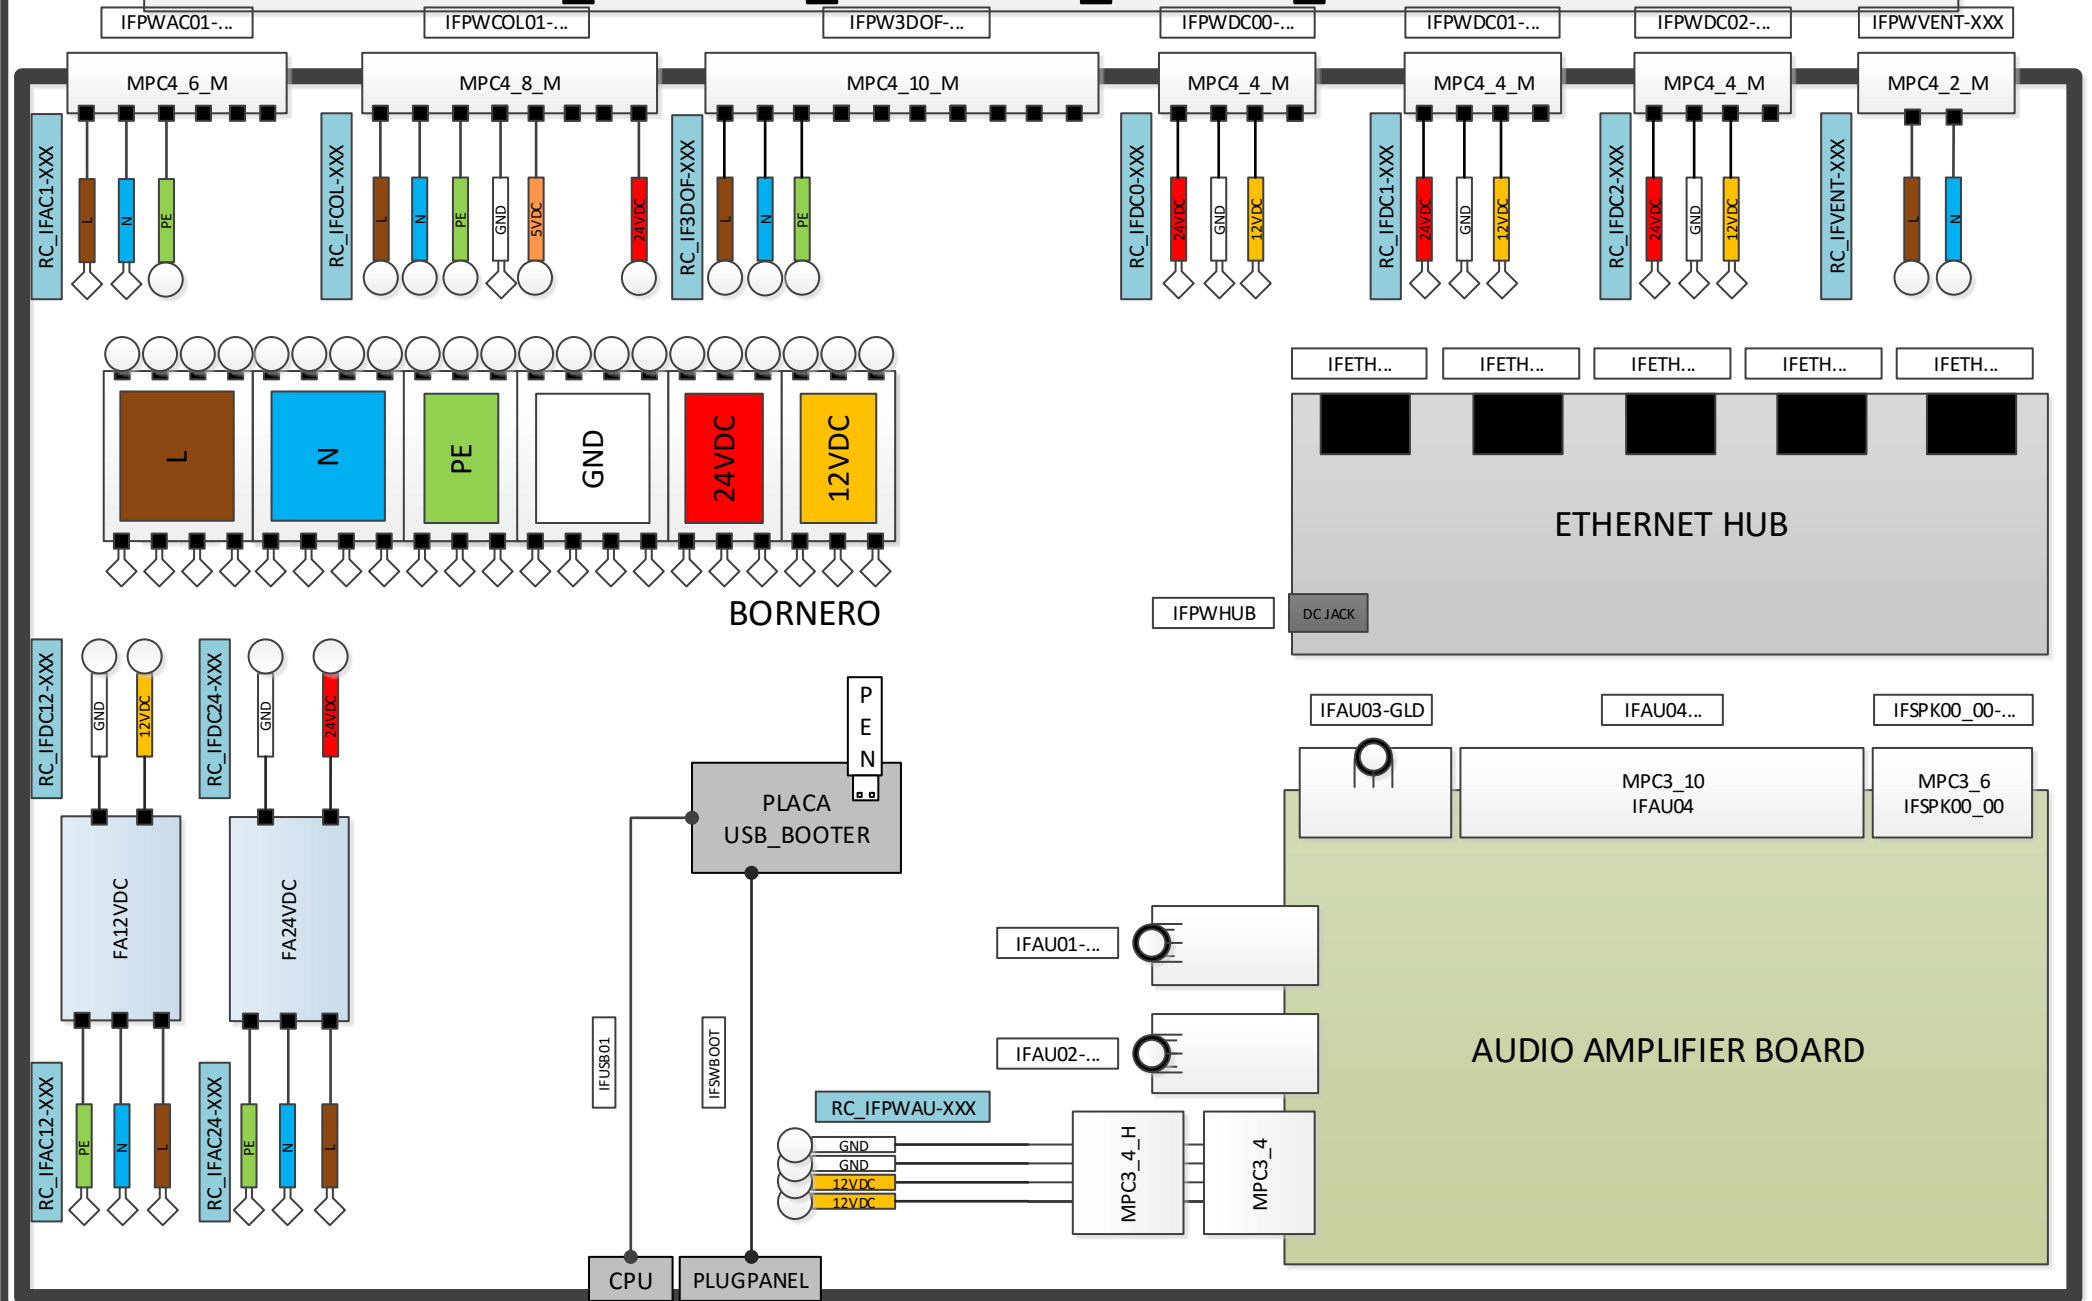 IFPWAC01-...
IFPWCOL01-...
IFPW3DOF-...
IFPWDC00-...
IFPWDC01-...
IFPWDC02-...
IFPWVENT-XXX
MPC4_6_M
MPC4_8_M
MPC4_10_M
MPC4_4_M
MPC4_4_M
MPC4_4_M
MPC4_2_M
RC_IFAC1-XXX
L
N
PE
RC_IFCOL-XXX
L
N
PE
GND
5VDC
24VDC
RC_IF3DOF-XXX
L
N
PE
RC_IFDC0-XXX
24VDC
GND
12VDC
RC_IFDC1-XXX
24VDC
GND
12VDC
RC_IFDC2-XXX
24VDC
GND
12VDC
RC_IFVENT-XXX
L
N
L
N
PE
GND
24VDC
12VDC
BORNERO
IFETH...
IFETH...
IFETH...
IFETH...
IFETH...
ETHERNET HUB
IFPWHUB
DC JACK
RC_IFDC12-XXX
GND
12VDC
RC_IFDC24-XXX
GND
24VDC
FA12VDC
FA24VDC
RC_IFAC12-XXX
PE
N
L
RC_IFAC24-XXX
PE
N
L
P
E
N
PLACA
USB_BOOTER
IFUSB01
IFSWBOOT
CPU
PLUGPANEL
IFAU03-GLD
IFAU04...
IFSPK00_00-...
MPC3_10
IFAU04
MPC3_6
IFSPK00_00
IFAU01-...
IFAU02-...
AUDIO AMPLIFIER BOARD
RC_IFPWAU-XXX
GND
GND
12VDC
12VDC
MPC3_4_H
MPC3_4